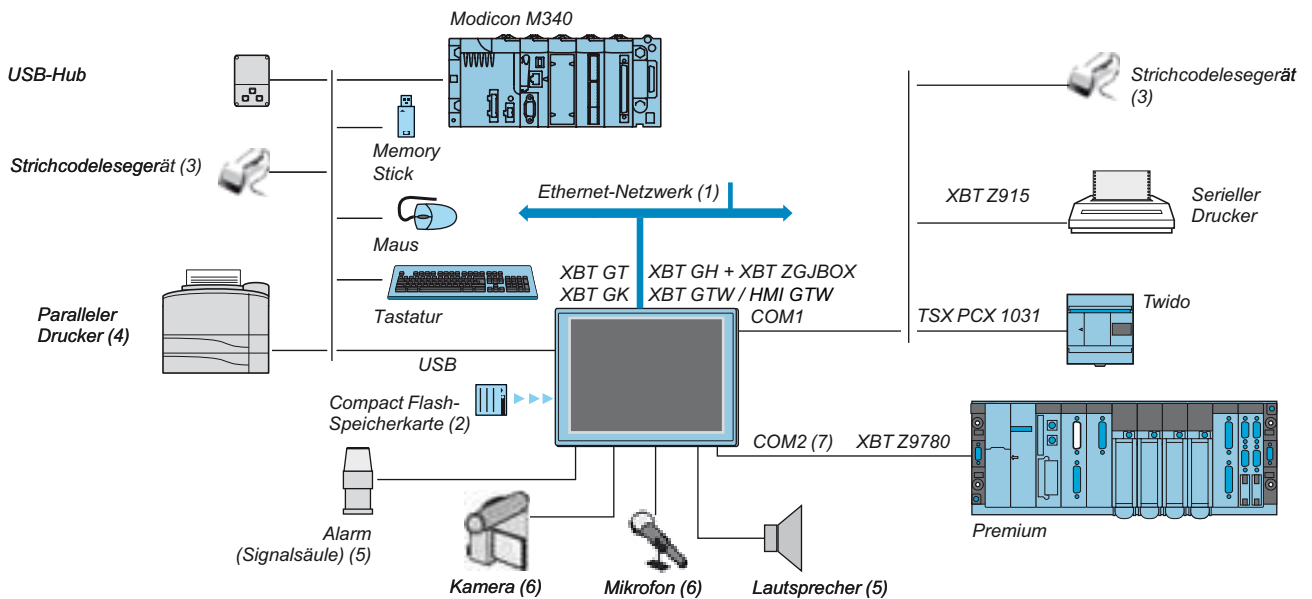 Modicon M340
USB-Hub
Strichcodelesegerät
(3)
Memory
Stick
Strichcodelesegerät (3)
Ethernet-Netzwerk (1)
XBT Z915
Serieller
Drucker
Maus
XBT GT
XBT GK
XBT GH + XBT ZGJBOX
XBT GTW / HMI GTW
Paralleler
Drucker (4)
Tastatur
COM1
TSX PCX 1031
Twido
USB
Compact Flash-
Speicherkarte (2)
COM2 (7)
XBT Z9780
Alarm
(Signalsäule) (5)
Premium
Kamera (6)
Mikrofon (6)
Lautsprecher (5)